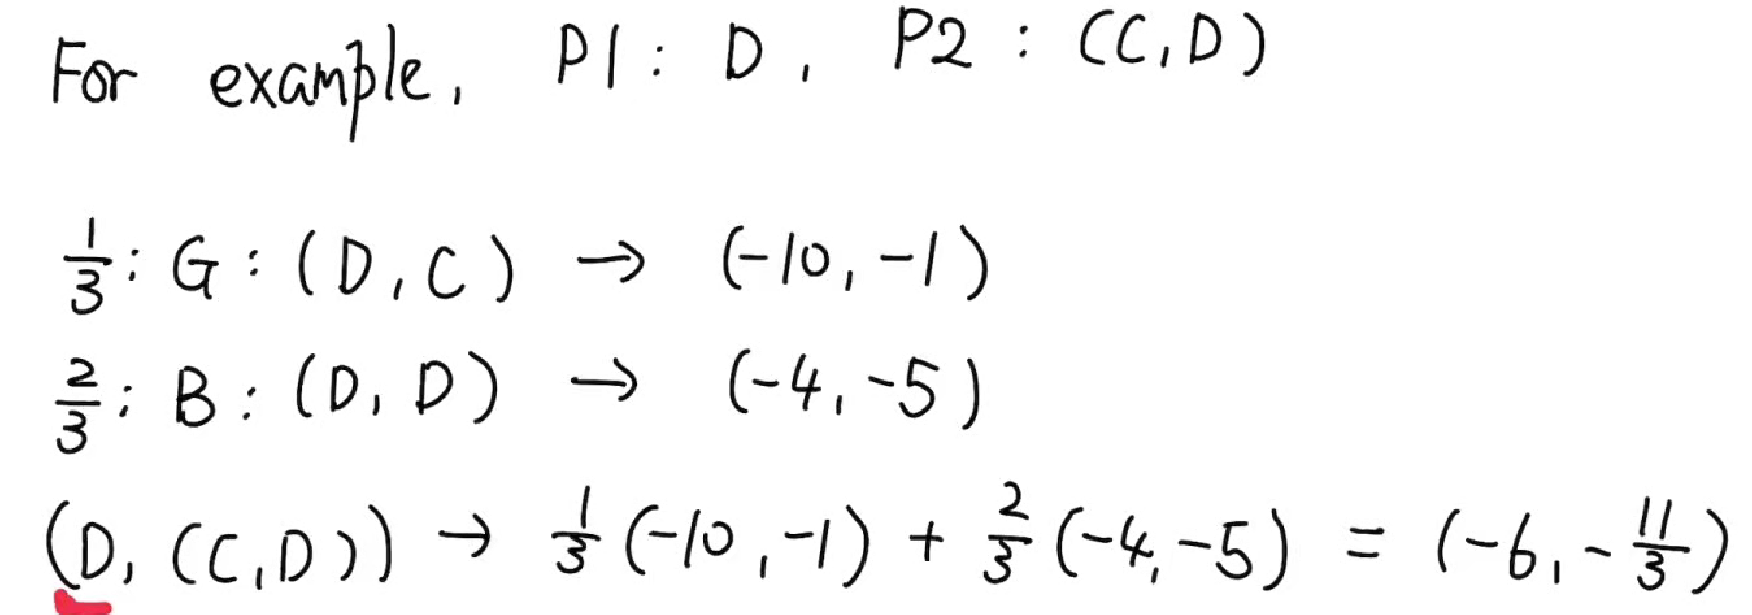 For example, P1: D, P2: (C,D)
1/3: G: (D,C) → (-10,-1)
2/3: B: (D,D) → (-4,-5)
(D,(C,D)) → 1/3(-10,-1) + 2/3(-4,-5) = (-6,-11/3)